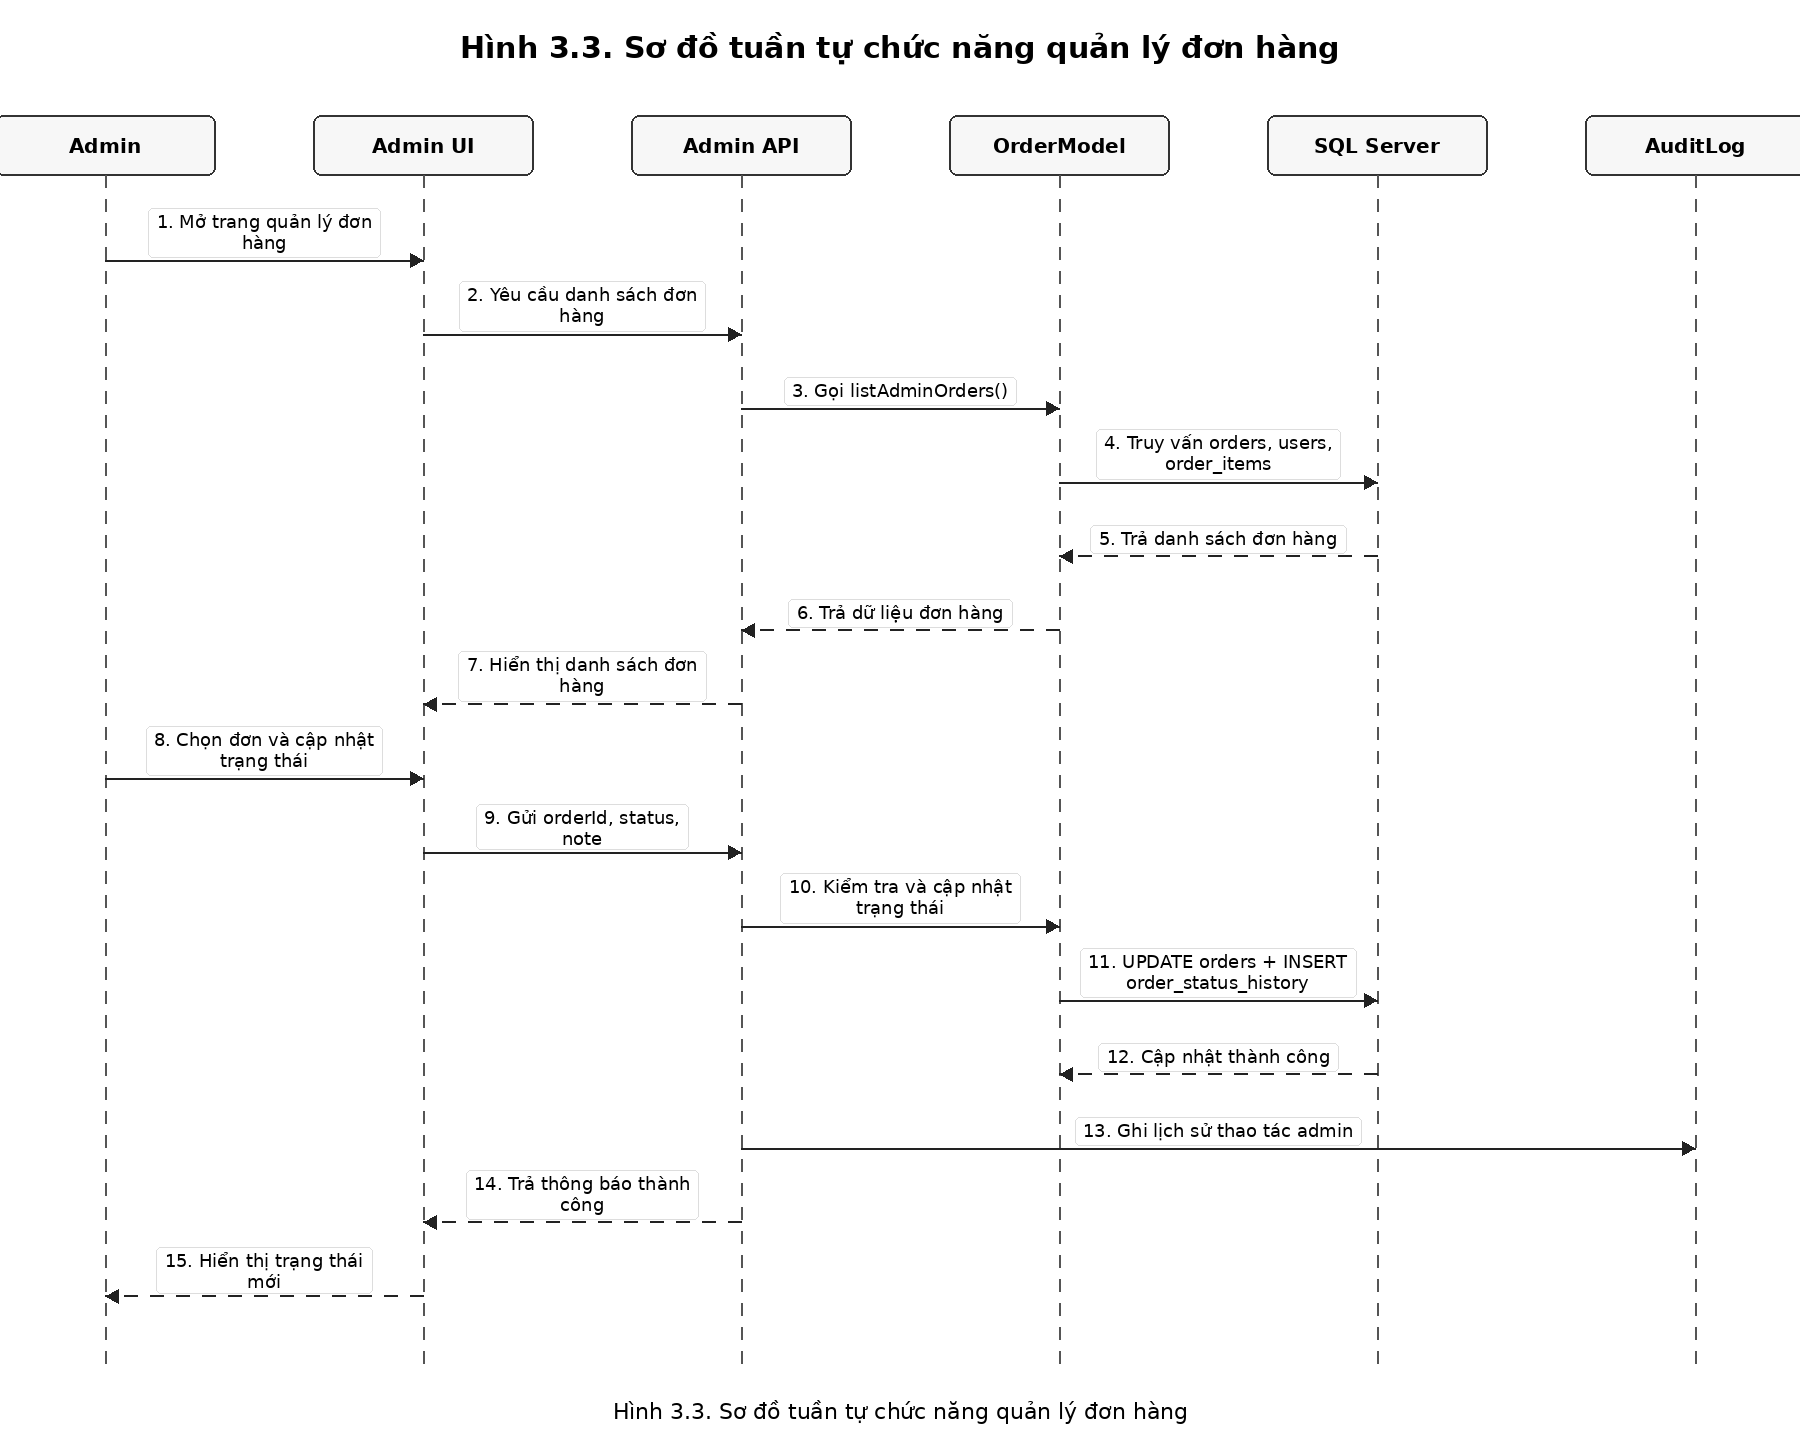 Hình 3.3. Sơ đồ tuần tự chức năng quản lý đơn hàng
Admin
Admin UI
Admin API
OrderModel
SQL Server
AuditLog
1. Mở trang quản lý đơn
hàng
2. Yêu cầu danh sách đơn
hàng
3. Gọi listAdminOrders()
4. Truy vấn orders, users,
order_items
5. Trả danh sách đơn hàng
6. Trả dữ liệu đơn hàng
7. Hiển thị danh sách đơn
hàng
8. Chọn đơn và cập nhật
trạng thái
9. Gửi orderId, status,
note
10. Kiểm tra và cập nhật
trạng thái
11. UPDATE orders + INSERT
order_status_history
12. Cập nhật thành công
13. Ghi lịch sử thao tác admin
14. Trả thông báo thành
công
15. Hiển thị trạng thái
mới
Hình 3.3. Sơ đồ tuần tự chức năng quản lý đơn hàng